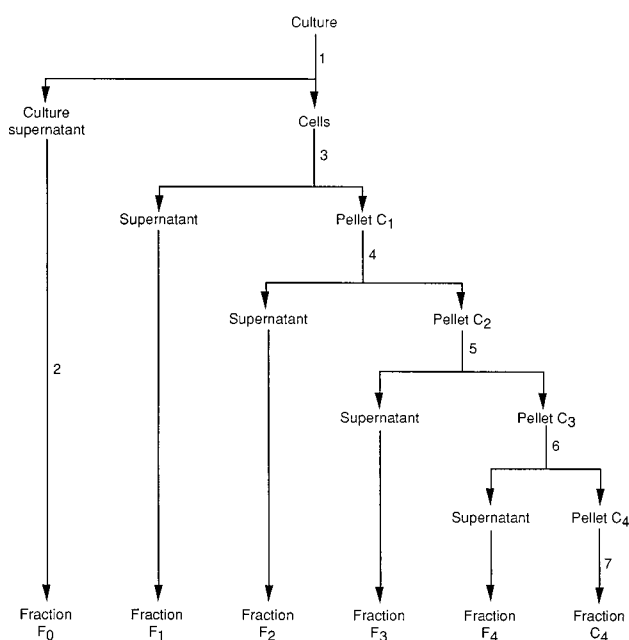 Culture
1
Culture
supernatant
Cells
3
Supernatant
Pellet C1
4
Supernatant
Pellet C2
2
5
Supernatant
Pellet C3
6
Supernatant
Pellet C4
7
Fraction
F0
Fraction
F1
Fraction
F2
Fraction
F3
Fraction
F4
Fraction
C4